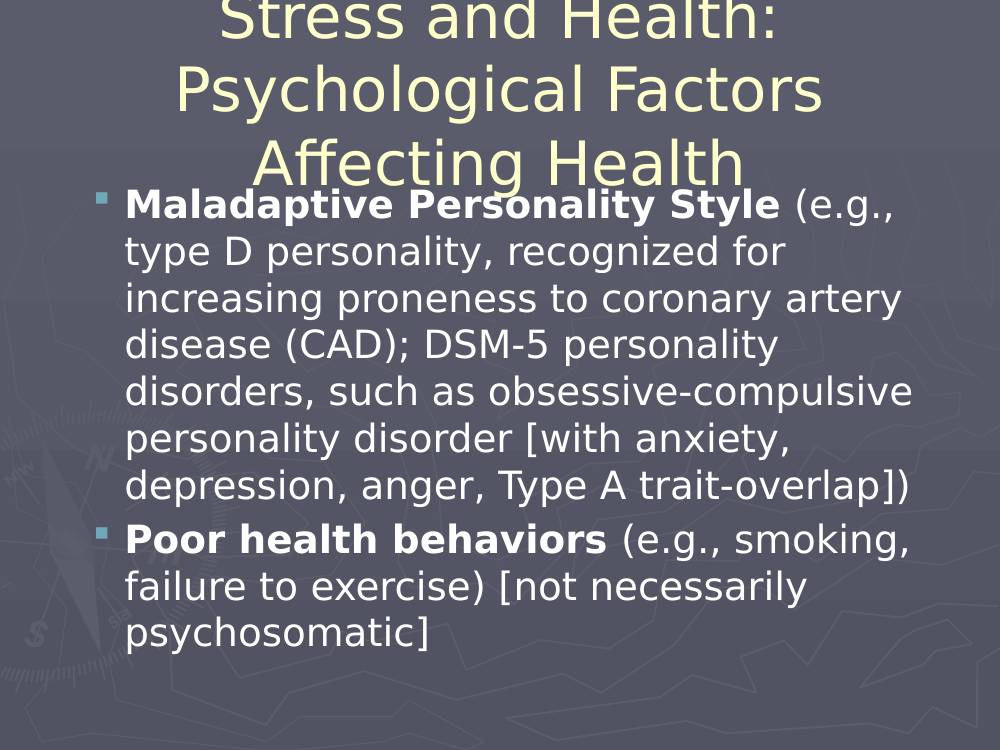 Stress and Health:
Psychological Factors
Affecting Health
▪ Maladaptive Personality Style (e.g.,
type D personality, recognized for
increasing proneness to coronary artery
disease (CAD); DSM-5 personality
disorders, such as obsessive-compulsive
personality disorder [with anxiety,
depression, anger, Type A trait-overlap])
▪ Poor health behaviors (e.g., smoking,
failure to exercise) [not necessarily
psychosomatic]
N
NW
S
SE